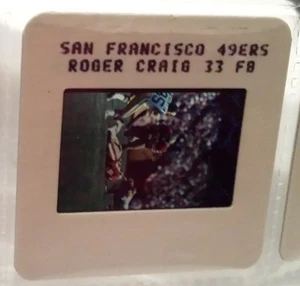 SAN FRANCISCO 49ERS
ROGER CRAIG 33 FB